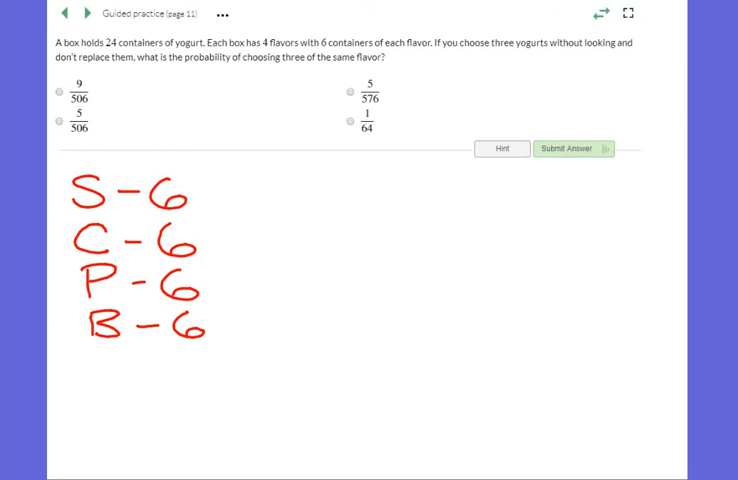 Guided practice (page 11) ...
A box holds 24 containers of yogurt. Each box has 4 flavors with 6 containers of each flavor. If you choose three yogurts without looking and
don't replace them, what is the probability of choosing three of the same flavor?
9/506
5/576
5/506
1/64
Hint
Submit Answer
S - 6
C - 6
P - 6
B - 6